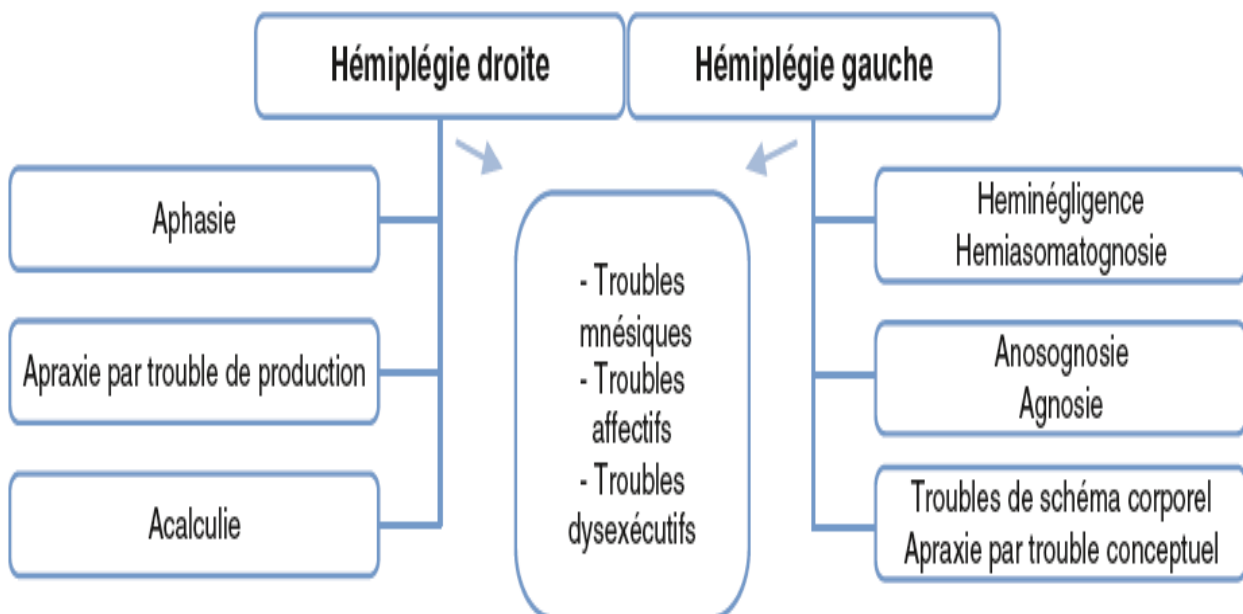 Hémiplégie droite
Hémiplégie gauche
Aphasie
Apraxie par trouble de production
Acalculie
- Troubles
mnésiques
- Troubles
affectifs
- Troubles
dysexécutifs
Heminégligence
Hemiasomatognosie
Anosognosie
Agnosie
Troubles de schéma corporel
Apraxie par trouble conceptuel